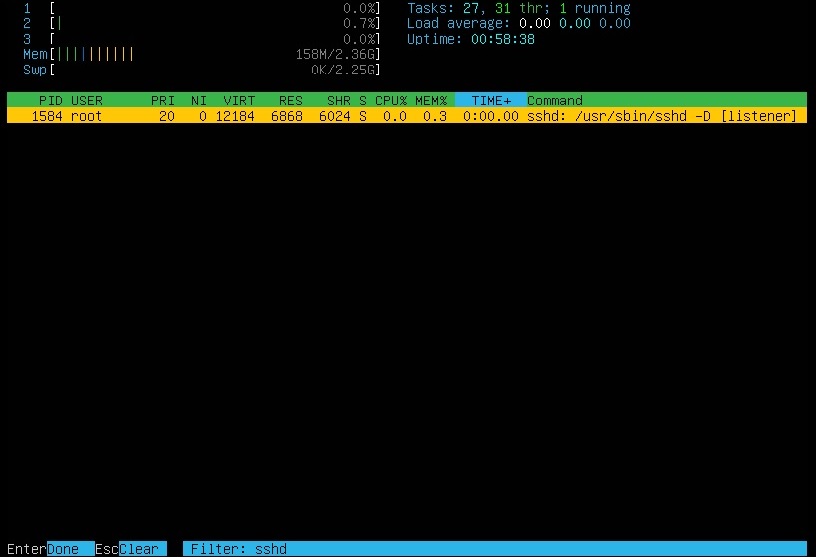 1 [ 0.0%] Tasks: 27, 31 thr; 1 running
2 [| 0.7%] Load average: 0.00 0.00 0.00
3 [ 0.0%] Uptime: 00:58:38
Mem[|||||||||| 158M/2.36G]
Swp[ 0K/2.25G]
PID USER PRI NI VIRT RES SHR S CPU% MEM% TIME+ Command
1584 root 20 0 12184 6868 6024 S 0.0 0.3 0:00.00 sshd: /usr/sbin/sshd -D [listener]
EnterDone EscClear Filter: sshd